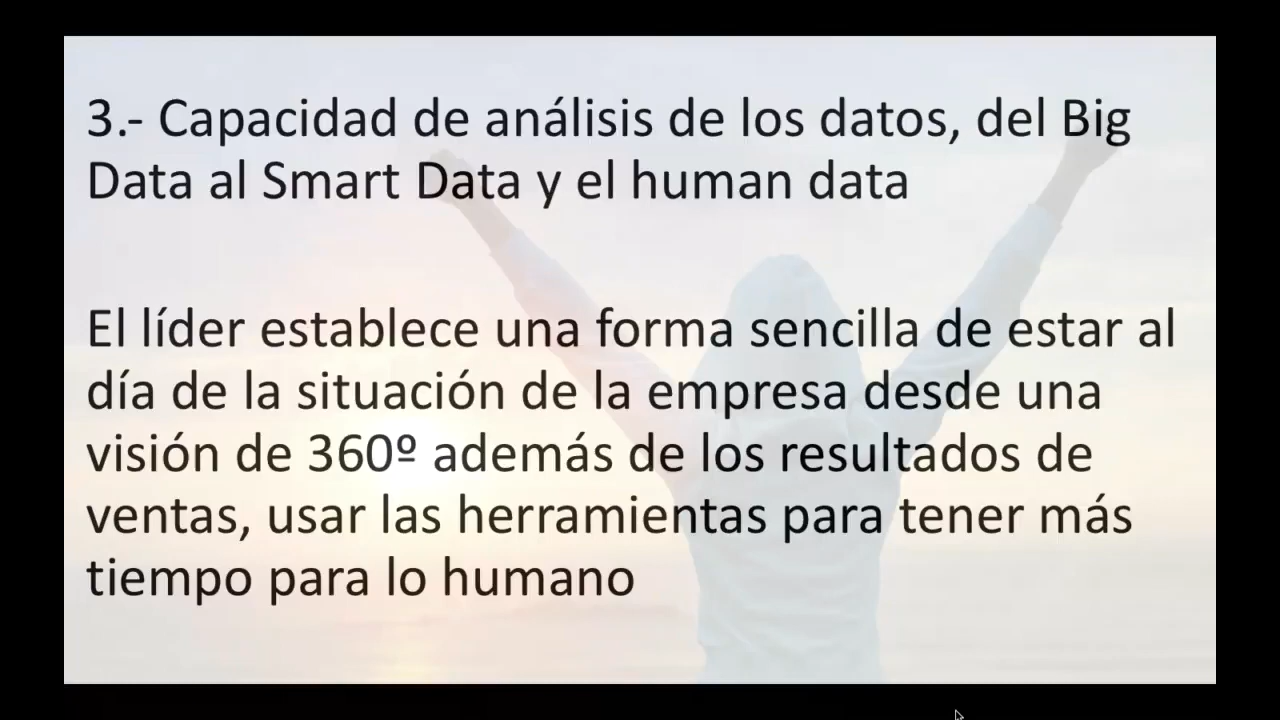 3.- Capacidad de análisis de los datos, del Big
Data al Smart Data y el human data
El líder establece una forma sencilla de estar al
día de la situación de la empresa desde una
visión de 360º además de los resultados de
ventas, usar las herramientas para tener más
tiempo para lo humano